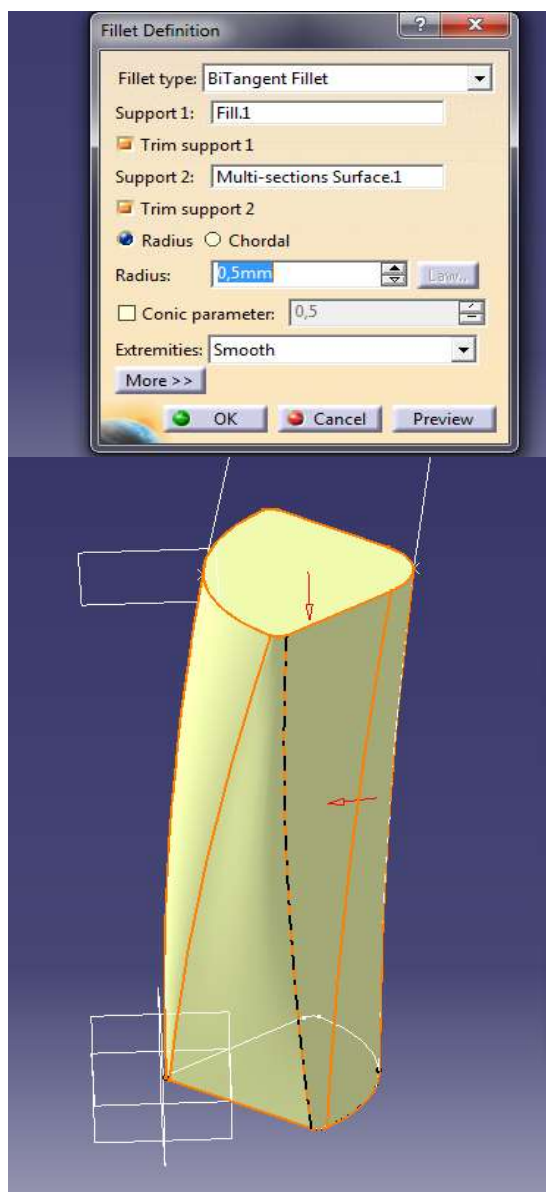 Fillet Definition
Fillet type: BiTangent Fillet
Support 1: Fill.1
Trim support 1
Support 2: Multi-sections Surface.1
Trim support 2
Radius Chordal
Radius: 0,5mm Law..
Conic parameter: 0,5
Extremities: Smooth
More >>
OK Cancel Preview